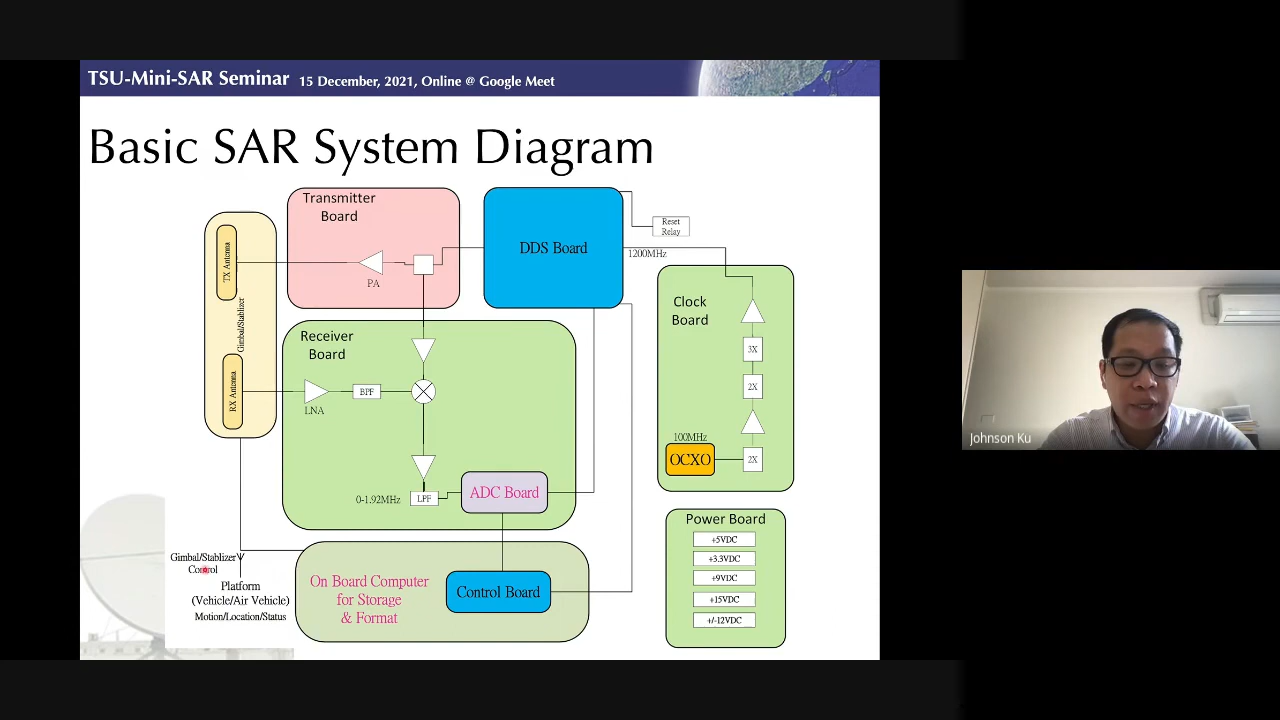 TSU-Mini-SAR Seminar 15 December, 2021, Online @ Google Meet
Basic SAR System Diagram
Transmitter
Board
PA
DDS Board
Reset
Relay
1200MHz
TX Antenna
Gimbal/Stablizer
RX Antenna
Receiver
Board
LNA
BPF
0-1.92MHz
LPF
ADC Board
Clock
Board
3X
2X
100MHz
OCXO
2X
Power Board
+5VDC
+3.3VDC
+9VDC
+15VDC
+/-12VDC
Gimbal/Stablizer
Control
Platform
(Vehicle/Air Vehicle)
Motion/Location/Status
On Board Computer
for Storage
& Format
Control Board
Johnson Ku